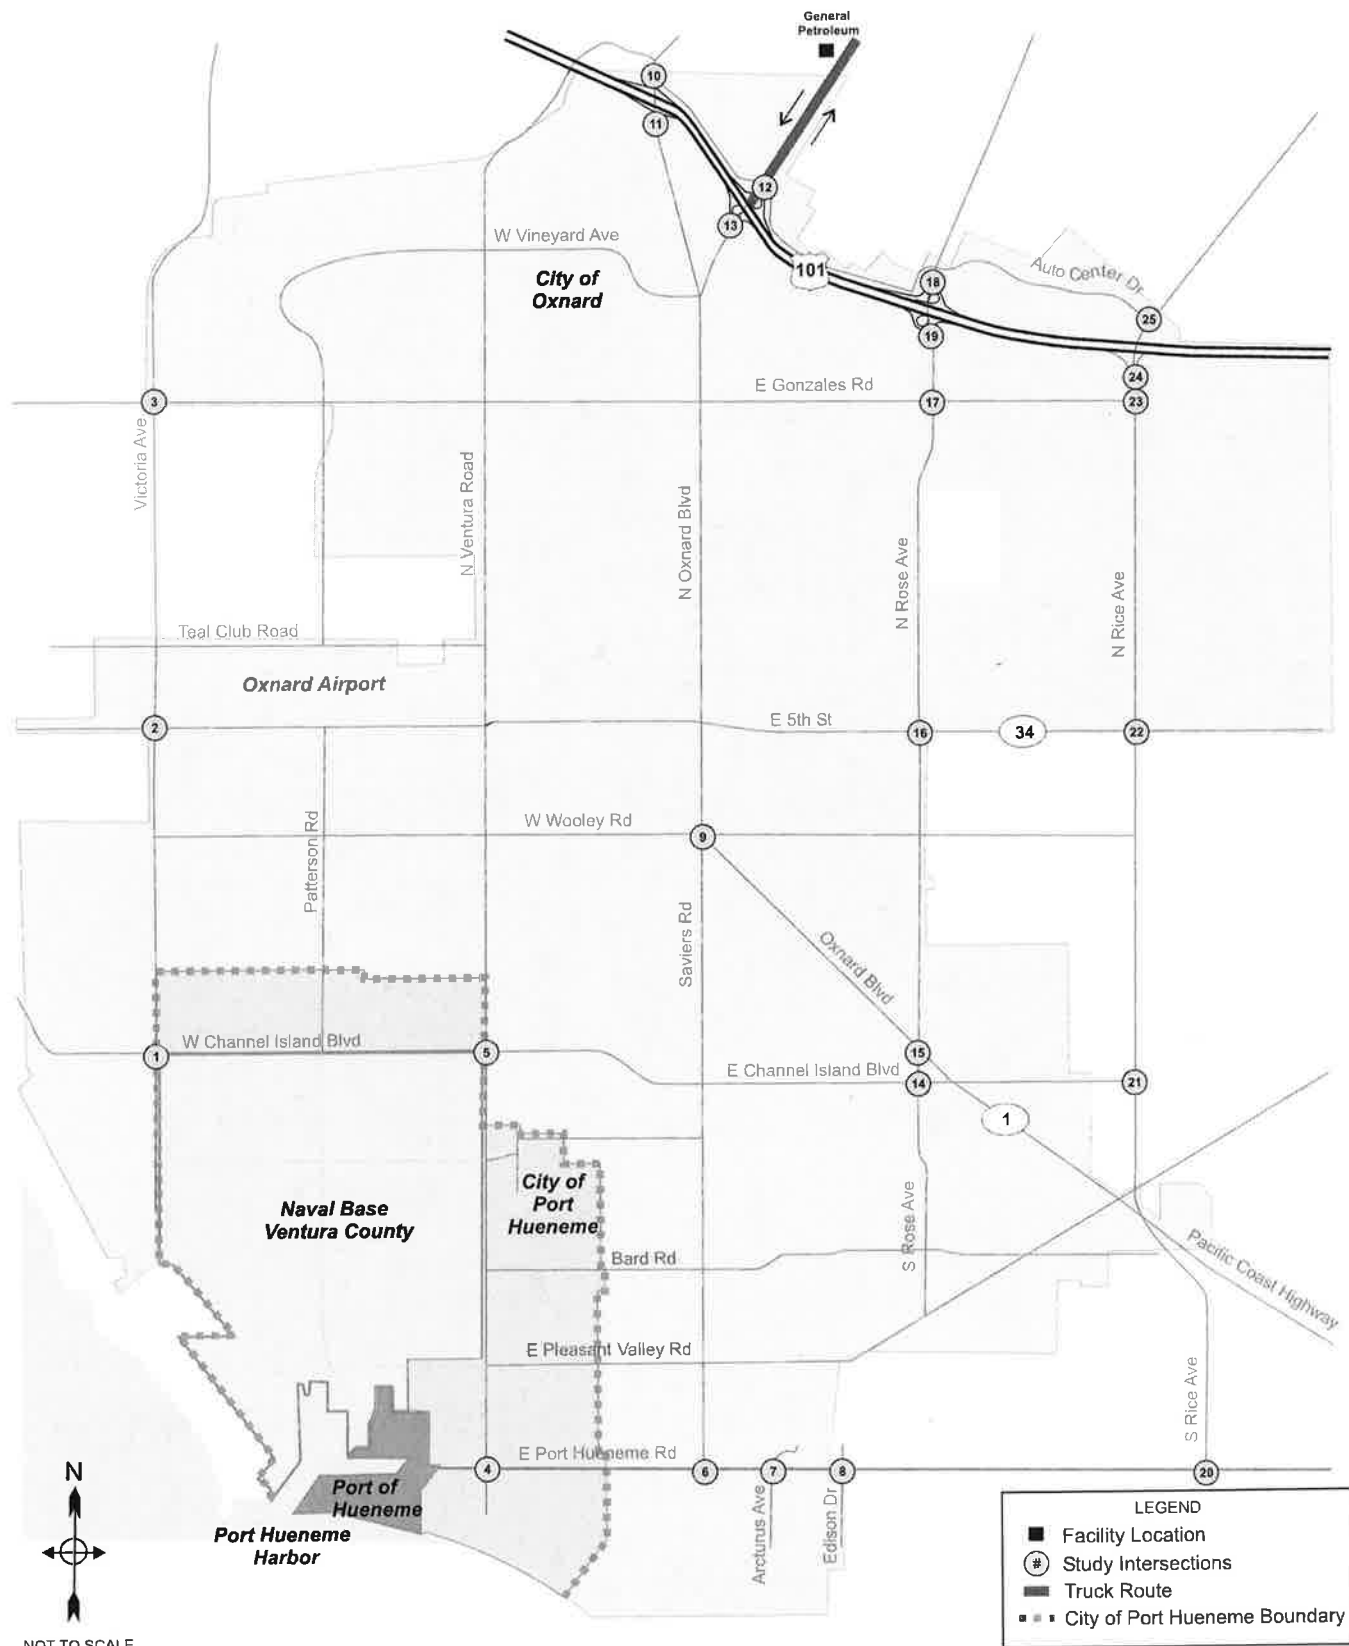 General
Petroleum
10
11
12
13
W Vineyard Ave
City of
Oxnard
101
18
Auto Center Dr
25
19
24
E Gonzales Rd
3
17
23
Victoria Ave
N Ventura Road
N Oxnard Blvd
N Rose Ave
N Rice Ave
Teal Club Road
Oxnard Airport
2
E 5th St
16
34
22
W Wooley Rd
9
Patterson Rd
Saviers Rd
Oxnard Blvd
W Channel Island Blvd
1
5
15
E Channel Island Blvd
14
21
1
City of
Port
Hueneme
Naval Base
Ventura County
S Rose Ave
Bard Rd
Pacific Coast Highway
E Pleasant Valley Rd
S Rice Ave
E Port Hueneme Rd
4
6
7
8
20
N
Port of
Hueneme
Arcturus Ave
Edison Dr
Port Hueneme
Harbor
LEGEND
Facility Location
# Study Intersections
Truck Route
City of Port Hueneme Boundary
NOT TO SCALE